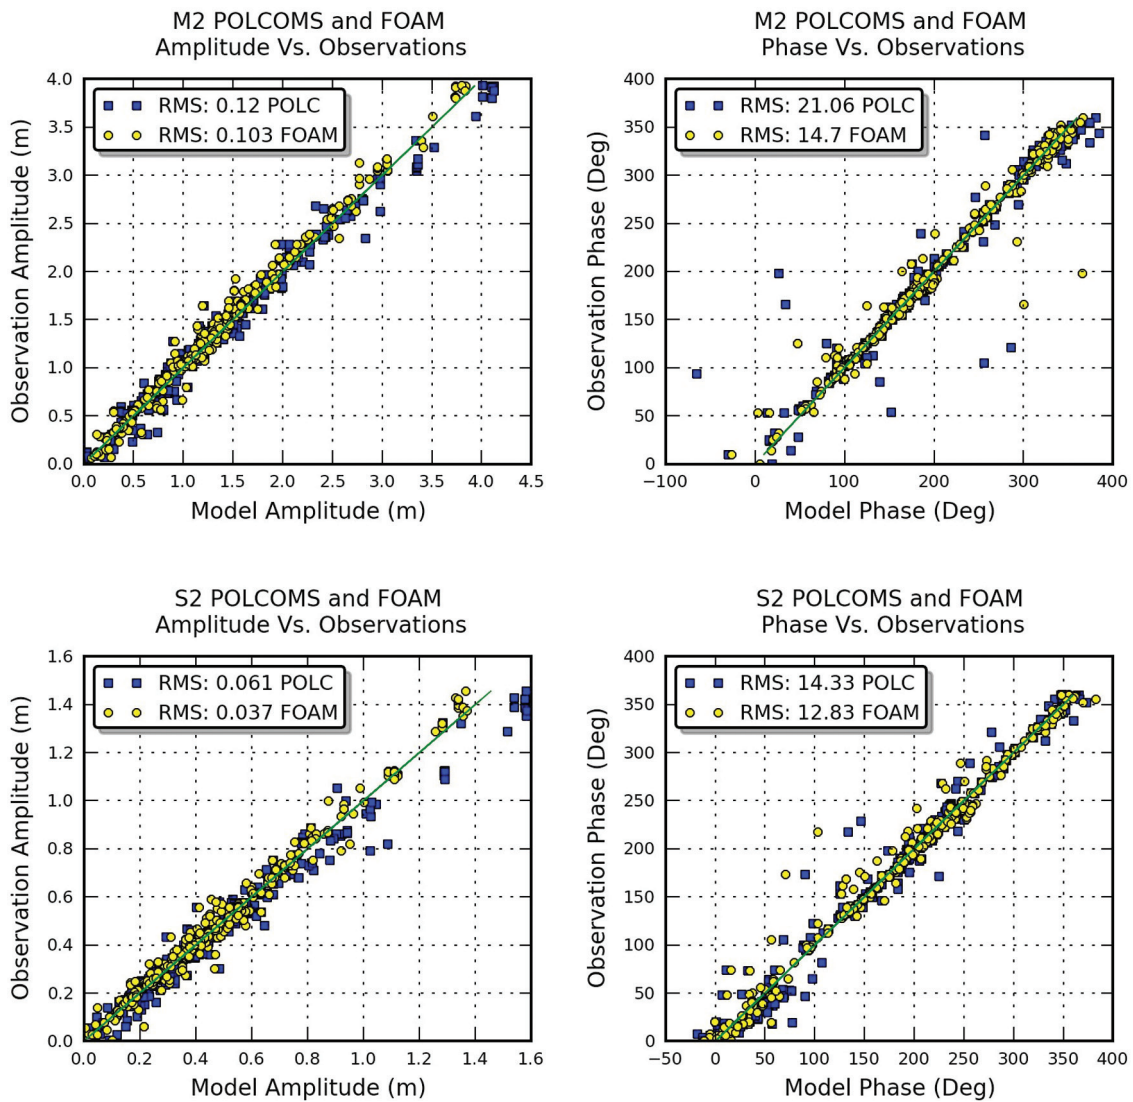 M2 POLCOMS and FOAM
Amplitude Vs. Observations
4.0
3.5
3.0
2.5
2.0
1.5
1.0
0.5
0.0
Observation Amplitude (m)
RMS: 0.12 POLC
RMS: 0.103 FOAM
0.0 0.5 1.0 1.5 2.0 2.5 3.0 3.5 4.0 4.5
Model Amplitude (m)
M2 POLCOMS and FOAM
Phase Vs. Observations
400
350
300
250
200
150
100
50
0
Observation Phase (Deg)
RMS: 21.06 POLC
RMS: 14.7 FOAM
−100 0 100 200 300 400
Model Phase (Deg)
S2 POLCOMS and FOAM
Amplitude Vs. Observations
1.6
1.4
1.2
1.0
0.8
0.6
0.4
0.2
0.0
Observation Amplitude (m)
RMS: 0.061 POLC
RMS: 0.037 FOAM
0.0 0.2 0.4 0.6 0.8 1.0 1.2 1.4 1.6
Model Amplitude (m)
S2 POLCOMS and FOAM
Phase Vs. Observations
400
350
300
250
200
150
100
50
0
Observation Phase (Deg)
RMS: 14.33 POLC
RMS: 12.83 FOAM
−50 0 50 100 150 200 250 300 350 400
Model Phase (Deg)